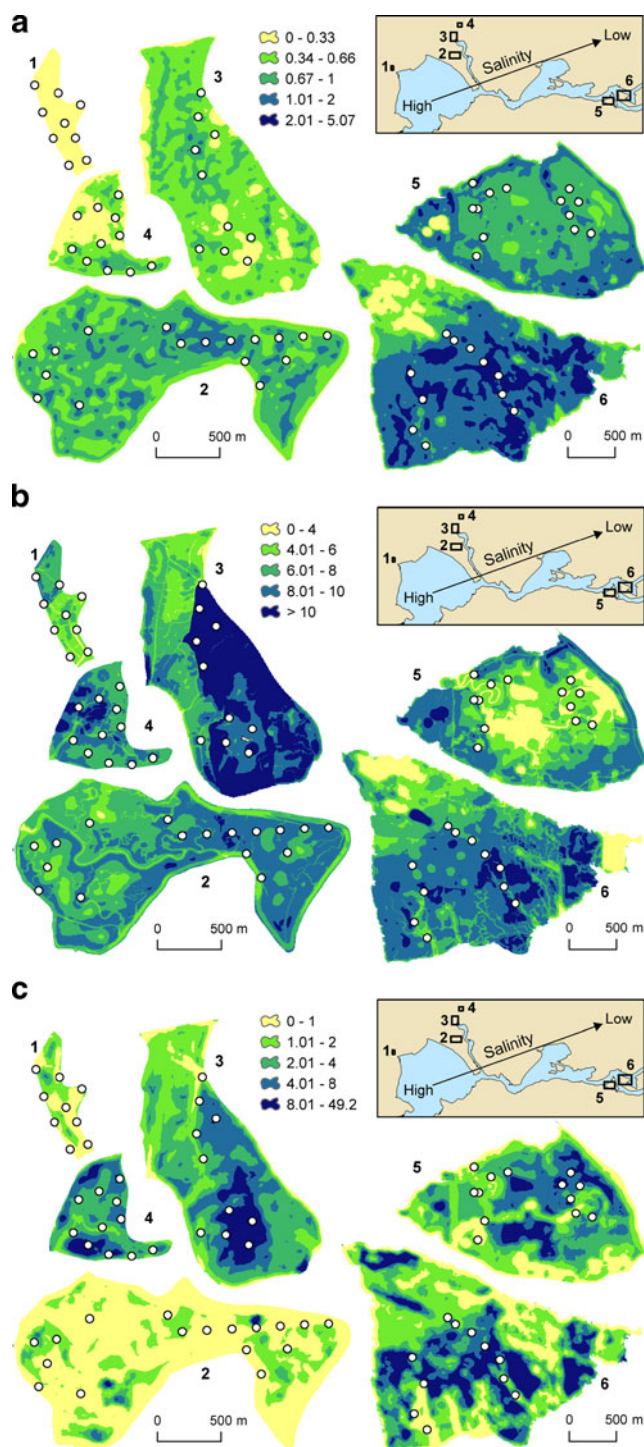 a
1
3
4
2
0 - 0.33
0.34 - 0.66
0.67 - 1
1.01 - 2
2.01 - 5.07
4
3
2
1
Salinity
Low
High
6
5
5
6
0 500 m
0 500 m
b
1
3
4
2
0 - 4
4.01 - 6
6.01 - 8
8.01 - 10
> 10
4
3
2
1
Salinity
Low
High
6
5
5
6
0 500 m
0 500 m
c
1
3
4
2
0 - 1
1.01 - 2
2.01 - 4
4.01 - 8
8.01 - 49.2
4
3
2
1
Salinity
Low
High
6
5
5
6
0 500 m
0 500 m